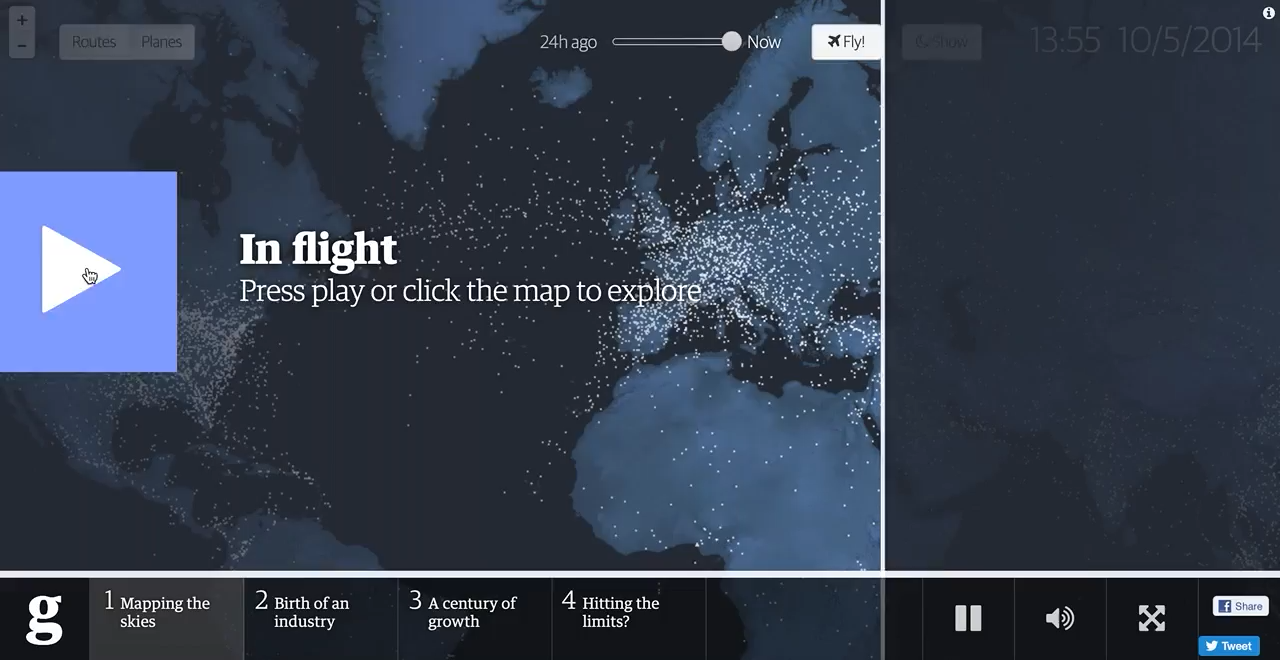 +
−
Routes Planes
24h ago Now
Fly!
Show
13:55 10/5/2014
In flight
Press play or click the map to explore
g
1 Mapping the
skies
2 Birth of an
industry
3 A century of
growth
4 Hitting the
limits?
Share
Tweet